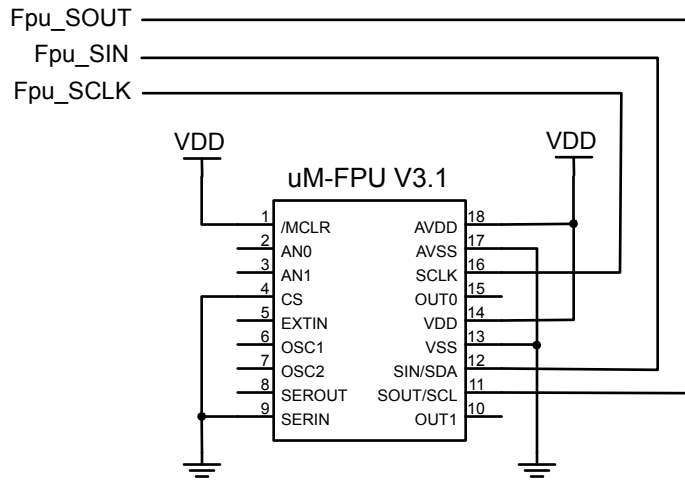 Fpu_SOUT
Fpu_SIN
Fpu_SCLK
VDD
VDD
uM-FPU V3.1
1 /MCLR AVDD 18
2 AN0 AVSS 17
3 AN1 SCLK 16
4 CS OUT0 15
5 EXTIN VDD 14
6 OSC1 VSS 13
7 OSC2 SIN/SDA 12
8 SEROUT SOUT/SCL 11
9 SERIN OUT1 10